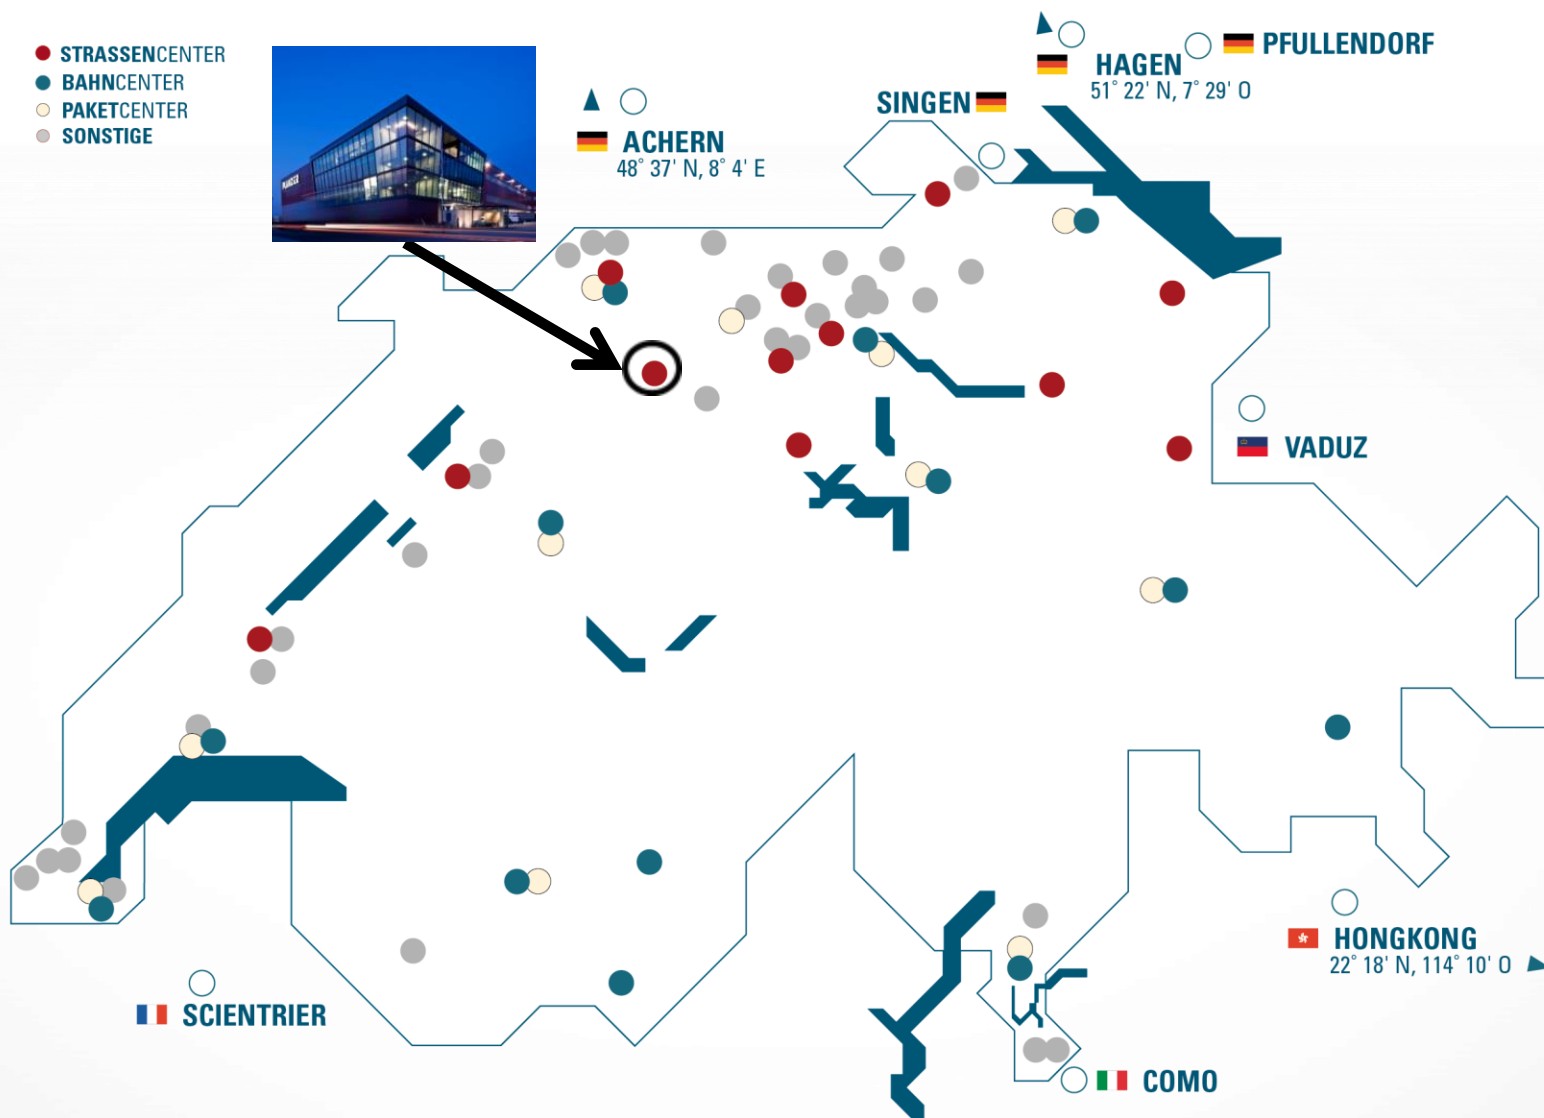 STRASSENCENTER
BAHNCENTER
PAKETCENTER
SONSTIGE
ACHERN
48° 37' N, 8° 4' E
SINGEN
HAGEN
51° 22' N, 7° 29' O
PFULLENDORF
VADUZ
HONGKONG
22° 18' N, 114° 10' O
SCIENTRIER
COMO